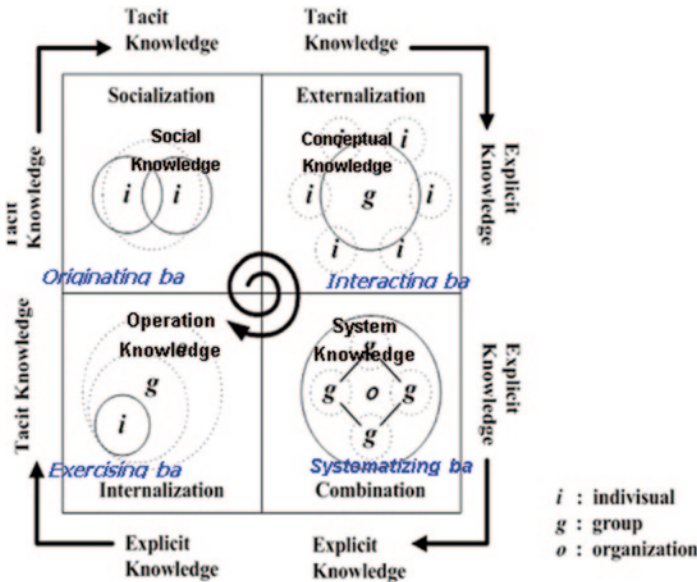 Tacit
Knowledge
Tacit
Knowledge
Socialization
Externalization
Social
Knowledge
i
i
Conceptual
Knowledge
i
i
i
g
i
i
i
Tacit
Knowledge
Explicit
Knowledge
Originating ba
Interacting ba
Operation
Knowledge
g
i
System
Knowledge
g
g
o
g
g
Tacit Knowledge
Explicit
Knowledge
Exercising ba
Systematizing ba
Internalization
Combination
Explicit
Knowledge
Explicit
Knowledge
i : indivisual
g : group
o : organization